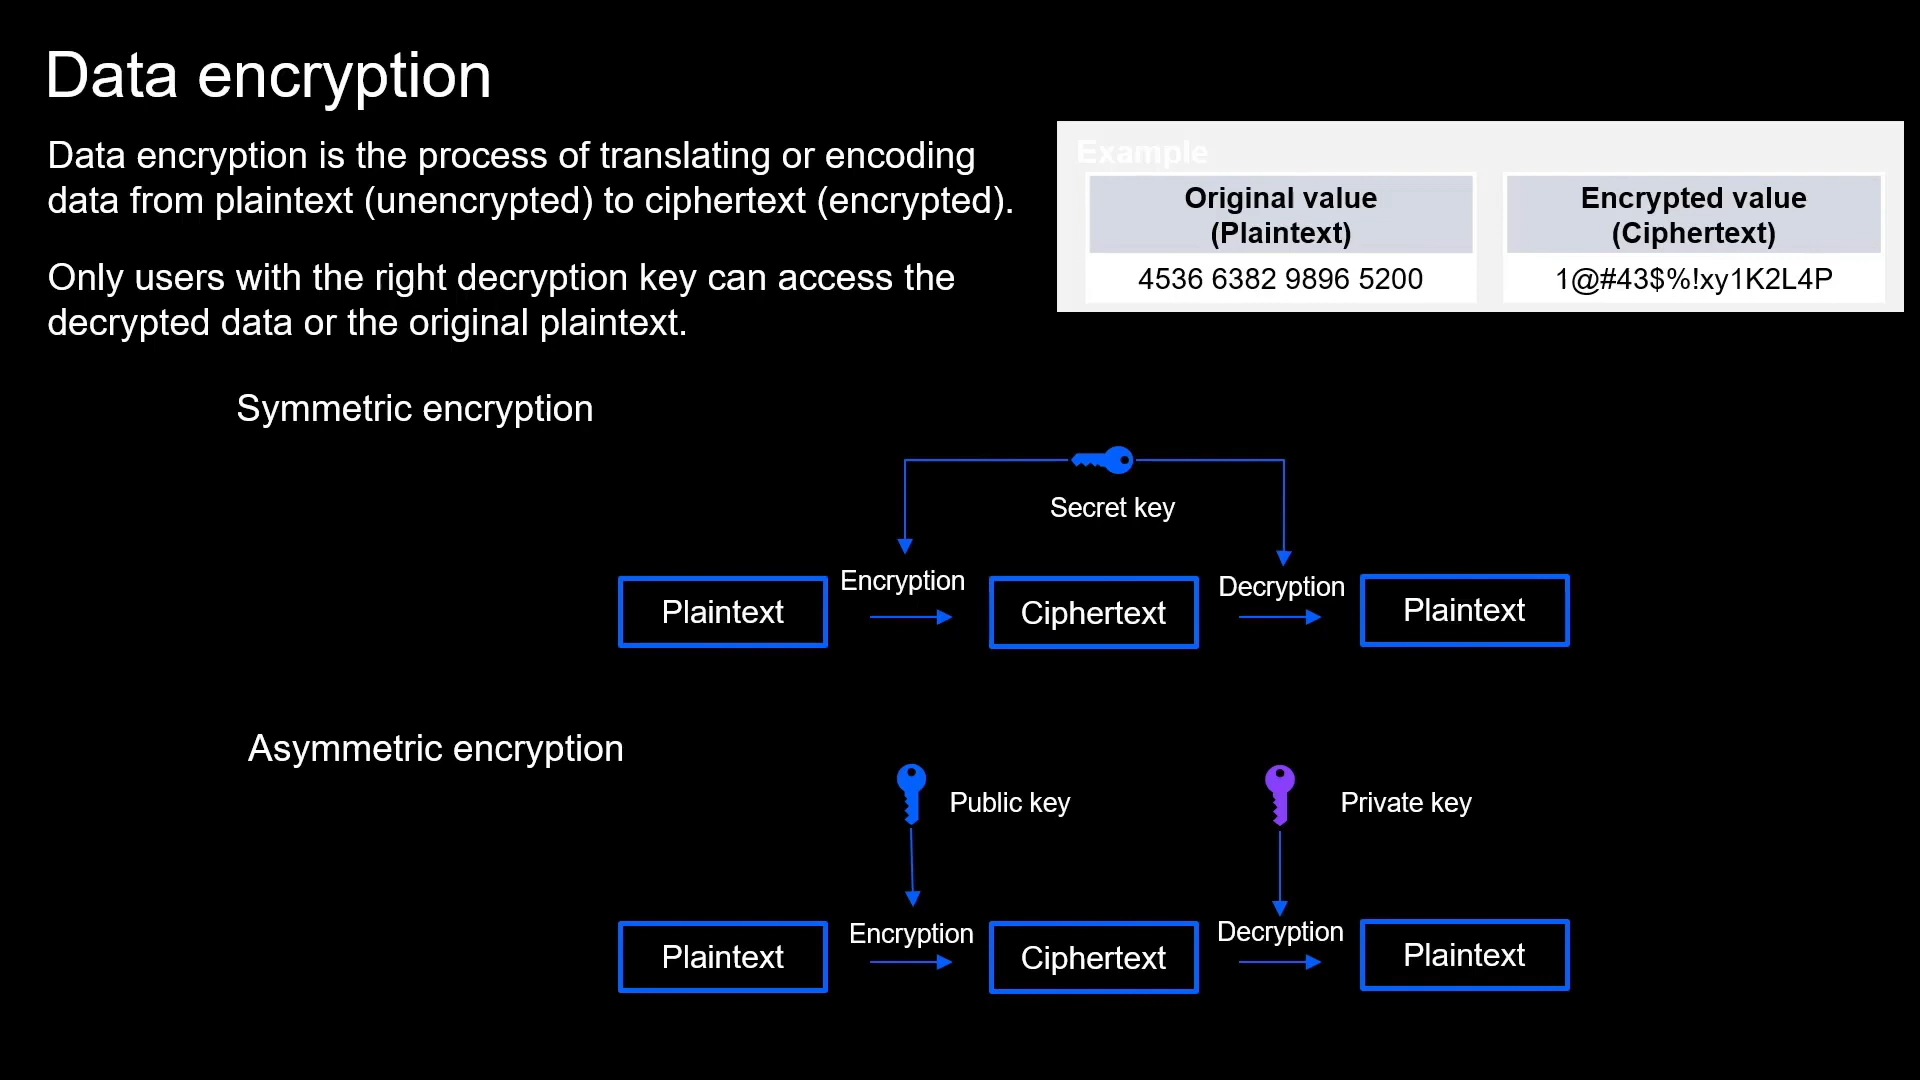 Data encryption
Data encryption is the process of translating or encoding
data from plaintext (unencrypted) to ciphertext (encrypted).
Only users with the right decryption key can access the
decrypted data or the original plaintext.
Example
Original value
(Plaintext)
4536 6382 9896 5200
Encrypted value
(Ciphertext)
1@#43$%!xy1K2L4P
Symmetric encryption
Secret key
Plaintext
Encryption
Ciphertext
Decryption
Plaintext
Asymmetric encryption
Public key
Private key
Plaintext
Encryption
Ciphertext
Decryption
Plaintext